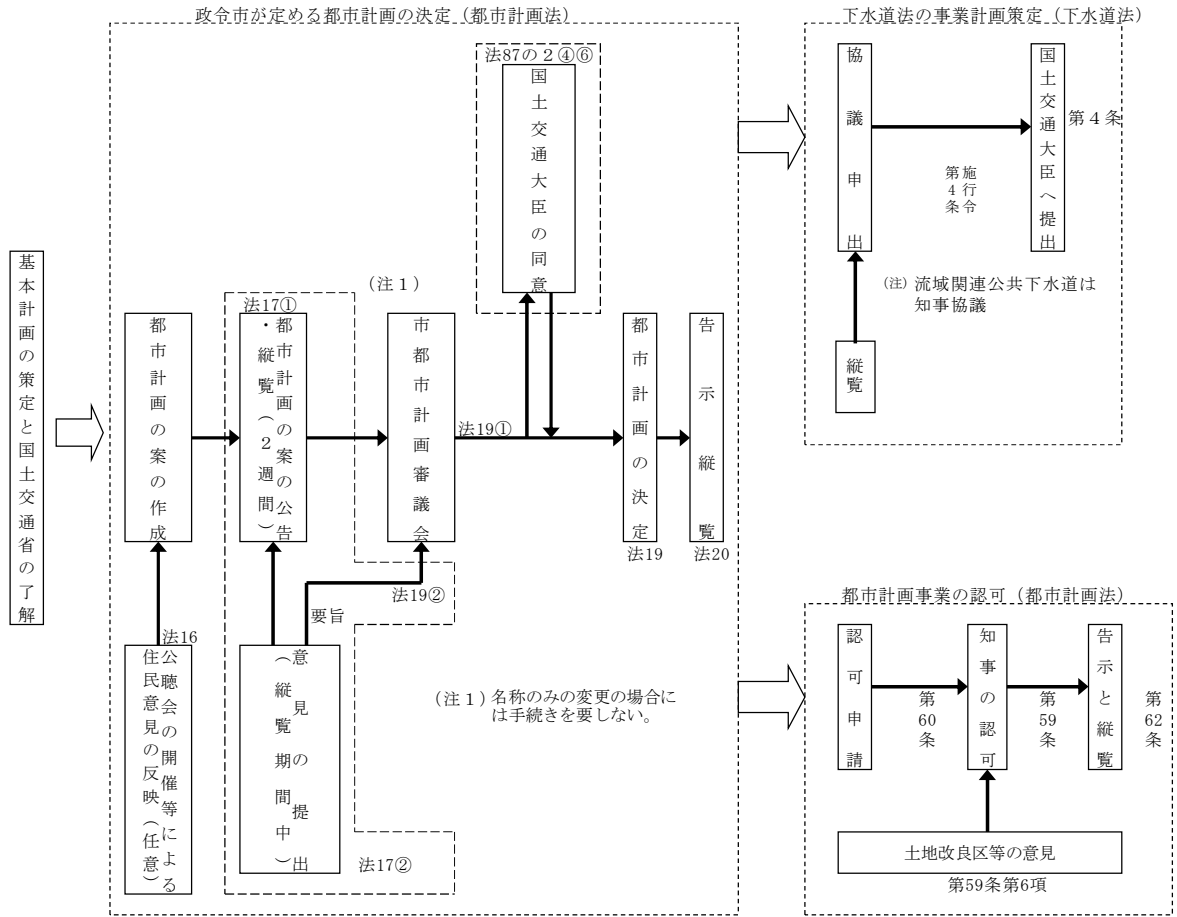 政令市が定める都市計画の決定（都市計画法）
基本計画の策定と国土交通省の了解
都市計画の案の作成
法16
公聴会の開催等による
住民意見の反映（任意）
法17①
都市計画の案の公告
・縦覧（２週間）
意見の提出
（縦覧期間中）
法17②
要旨
法19②
（注１）
市都市計画審議会
法19①
法87の２④⑥
国土交通大臣の同意
都市計画の決定
法19
告示縦覧
法20
（注１）名称のみの変更の場合に
は手続きを要しない。
下水道法の事業計画策定（下水道法）
協議申出
施行令
第４条
国土交通大臣へ提出
第４条
(注) 流域関連公共下水道は
知事協議
縦覧
都市計画事業の認可（都市計画法）
認可申請
第60条
知事の認可
第59条
告示と縦覧
第62条
土地改良区等の意見
第59条第6項